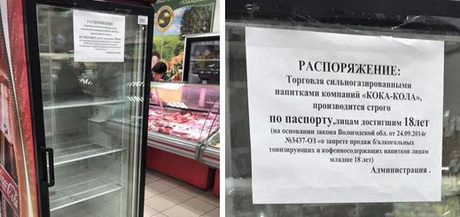 РАСПОРЯЖЕНИЕ:
Торговля сильногазированными
напитками компаний «КОКА-КОЛА»,
производится строго
по паспорту, лицам достигшим 18лет
(на основании закона Вологодской обл. от 24.09.2014г
№3437-ОЗ «о запрете продаж б/алкогольных
тонизирующих и кофеиносодержащих напитков лицам
младше 18 лет)
Администрация .